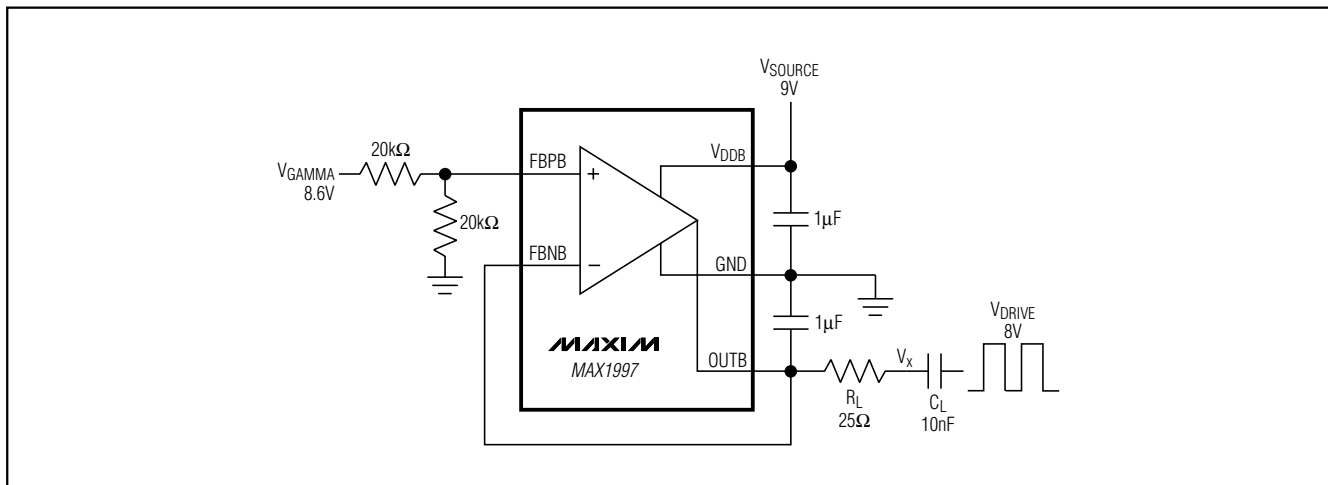 VSOURCE
9V
20kΩ
FBPB
VDDB
VGAMMA
8.6V
+
20kΩ
1µF
FBNB
−
GND
1µF
VDRIVE
8V
MAXIM
MAX1997
OUTB
Vx
RL
25Ω
CL
10nF